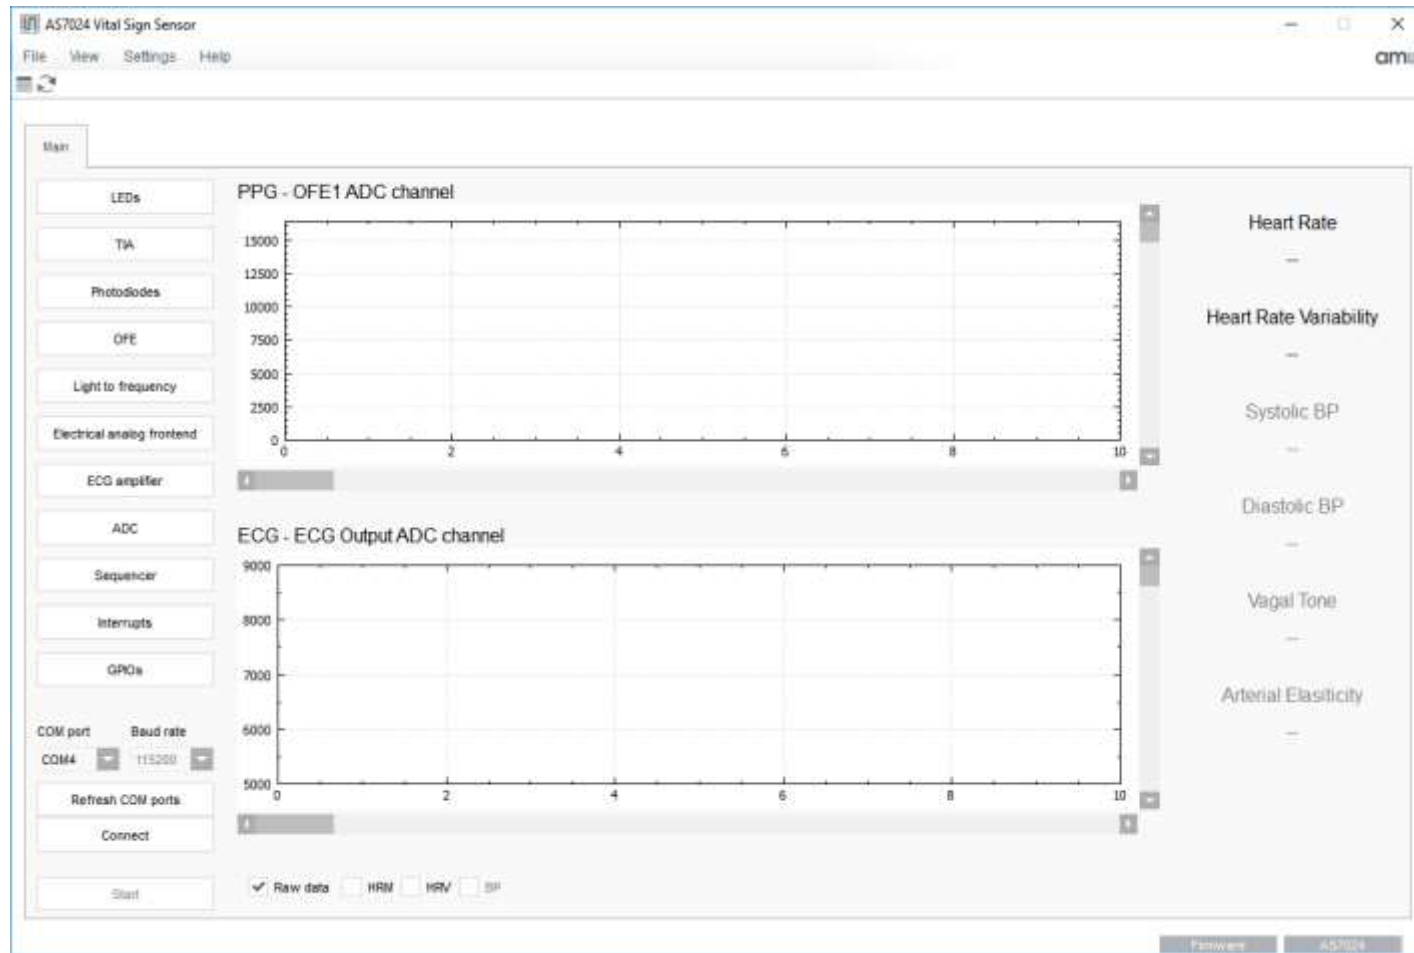 AS7024 Vital Sign Sensor
File View Settings Help
am
Main
LEDs
TIA
Photodiodes
OFE
Light to frequency
Electrical analog frontend
ECG amplifier
ADC
Sequencer
Interrupts
GPIOs
COM port Baud rate
COM4 115200
Refresh COM ports
Connect
Start
PPG - OFE1 ADC channel
15000
12500
10000
7500
5000
2500
0
0 2 4 6 8 10
ECG - ECG Output ADC channel
9000
8000
7000
6000
5000
0 2 4 6 8 10
Raw data HRM HRV BP
Heart Rate
--
Heart Rate Variability
--
Systolic BP
--
Diastolic BP
--
Vagal Tone
--
Arterial Elasiticity
--
Firmware AS7024